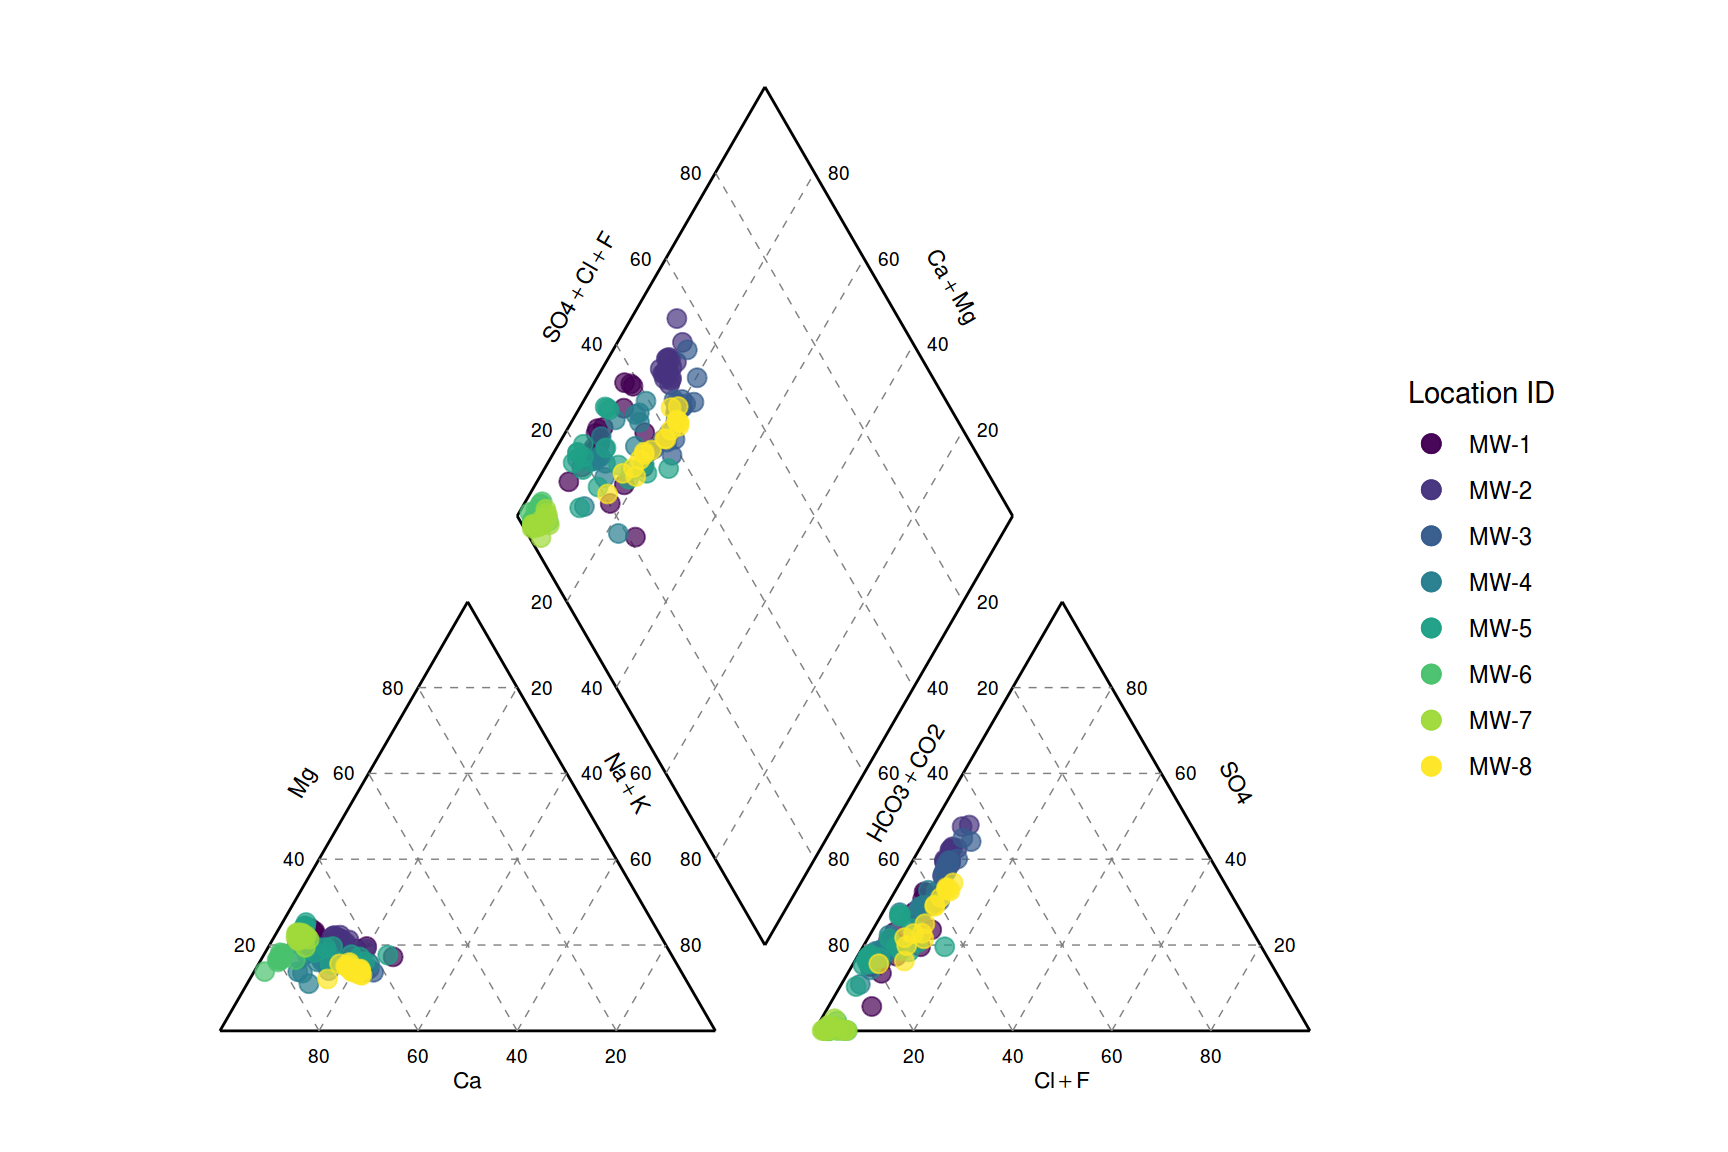 80 80
60 60
SO4+Cl+F Ca+Mg
40 40
20 20
20 20
80 20 40 40 20 80
Mg 60 40 Na+K 60 60 HCO3+CO2 40 60 SO4
40 60 80 80 60 40
20 80 80 20
80 60 40 20
Ca
20 40 60 80
Cl+F
Location ID
MW-1
MW-2
MW-3
MW-4
MW-5
MW-6
MW-7
MW-8